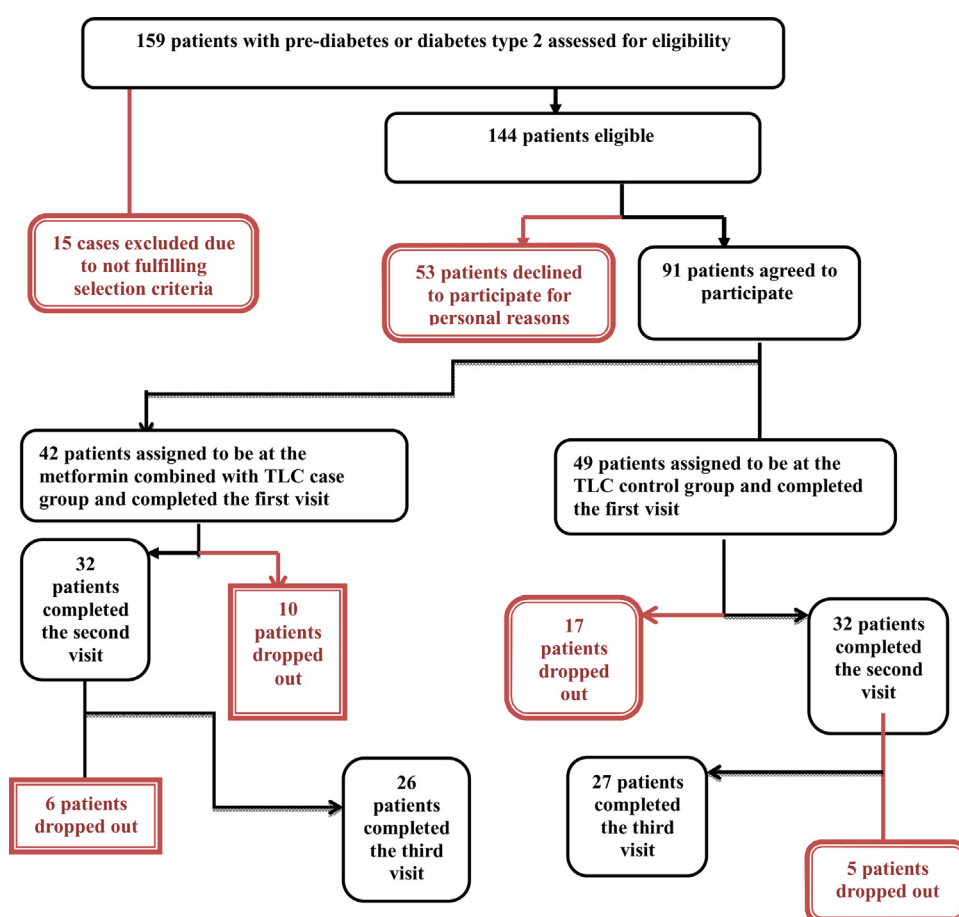 159 patients with pre-diabetes or diabetes type 2 assessed for eligibility
144 patients eligible
15 cases excluded due
to not fulfilling
selection criteria
53 patients declined
to participate for
personal reasons
91 patients agreed to
participate
42 patients assigned to be at the
metformin combined with TLC case
group and completed the first visit
49 patients assigned to be at the
TLC control group and completed
the first visit
32
patients
completed
the second
visit
10
patients
dropped
out
17
patients
dropped
out
32 patients
completed
the second
visit
6 patients
dropped out
26
patients
completed
the third
visit
27 patients
completed
the third
visit
5 patients
dropped out